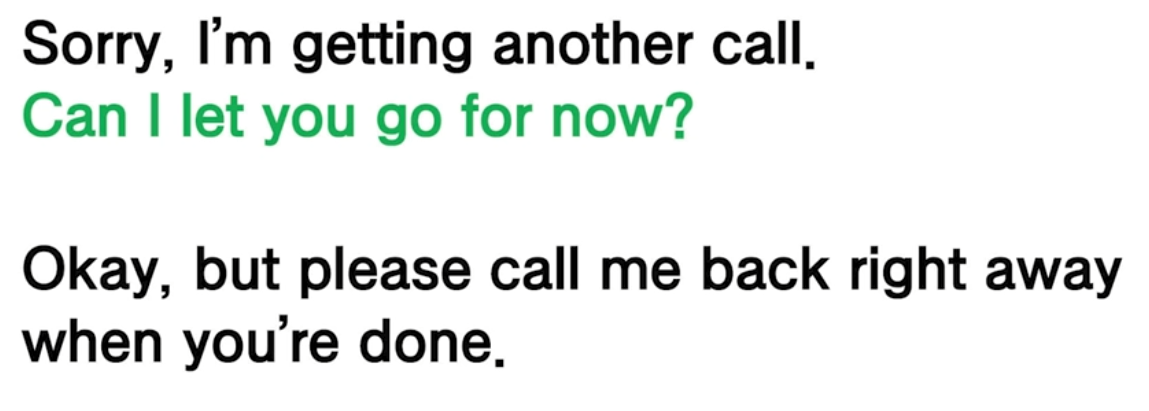 Sorry, I'm getting another call.
Can I let you go for now?
Okay, but please call me back right away
when you're done.